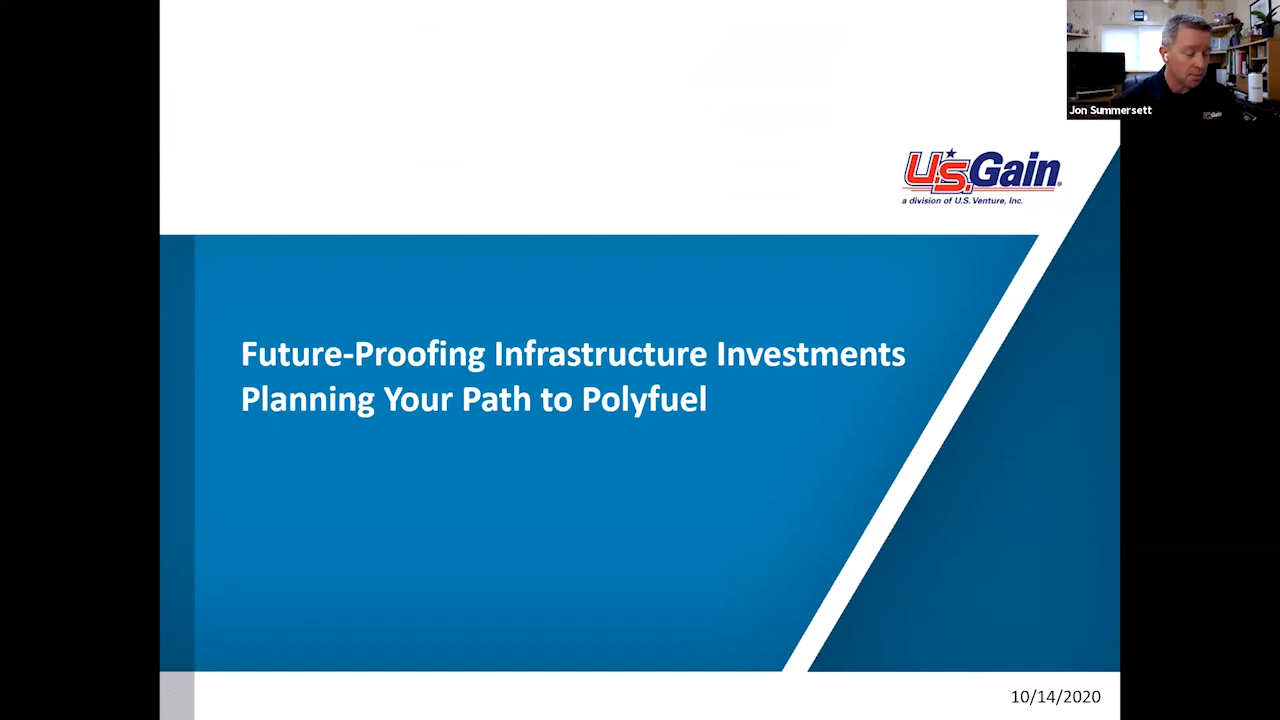 Jon Summersett
U.S. Gain
a division of U.S. Venture, Inc.
Future-Proofing Infrastructure Investments
Planning Your Path to Polyfuel
10/14/2020